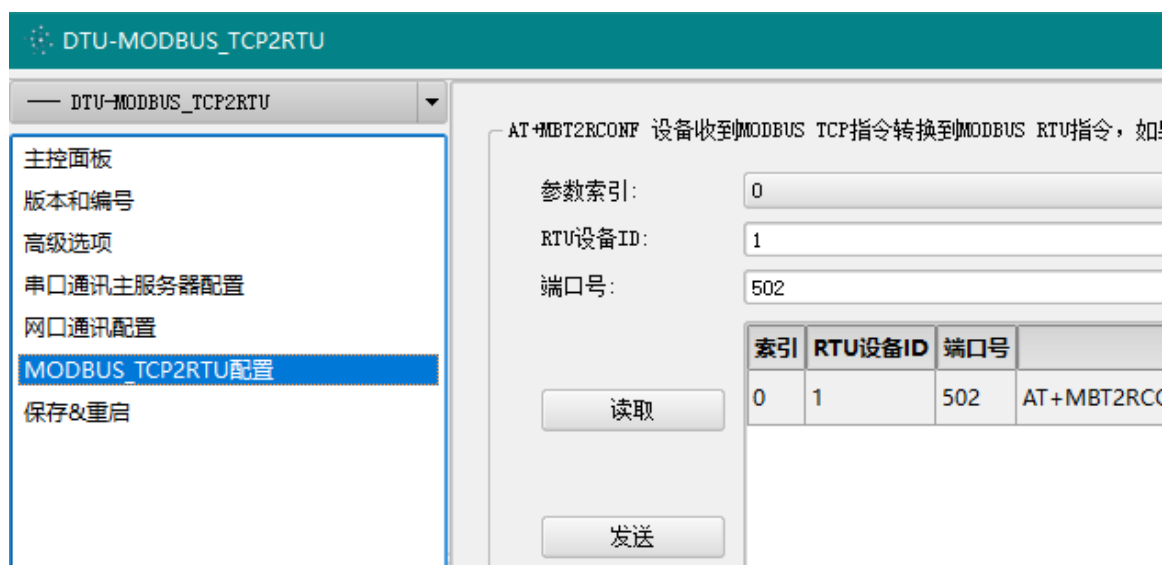 DTU-MODBUS_TCP2RTU
DTU-MODBUS_TCP2RTU
主控面板
版本和编号
高级选项
串口通讯主服务器配置
网口通讯配置
MODBUS_TCP2RTU配置
保存&重启
AT+MBT2RCONF 设备收到MODBUS TCP指令转换到MODBUS RTU指令，如
参数索引: 0
RTU设备ID: 1
端口号: 502
索引 RTU设备ID 端口号
0 1 502 AT+MBT2RC
读取
发送